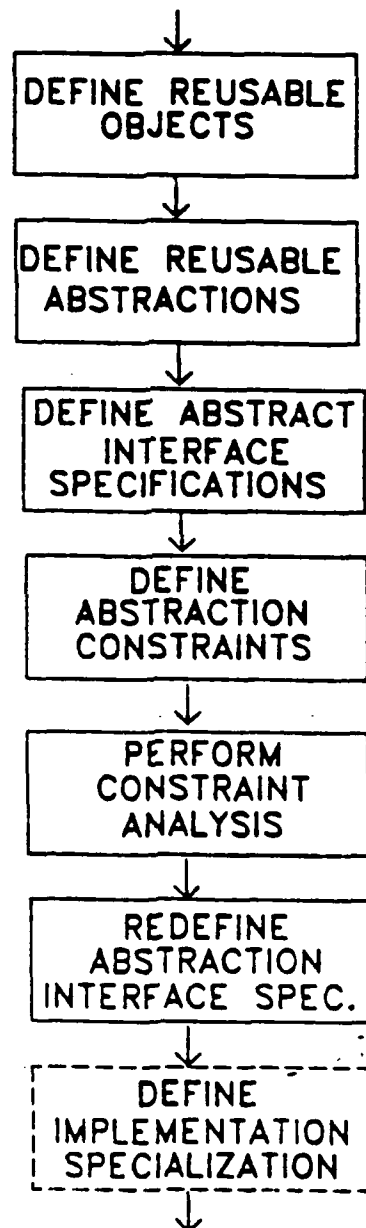 DEFINE REUSABLE
OBJECTS
DEFINE REUSABLE
ABSTRACTIONS
DEFINE ABSTRACT
INTERFACE
SPECIFICATIONS
DEFINE
ABSTRACTION
CONSTRAINTS
PERFORM
CONSTRAINT
ANALYSIS
REDEFINE
ABSTRACTION
INTERFACE SPEC.
DEFINE
IMPLEMENTATION
SPECIALIZATION